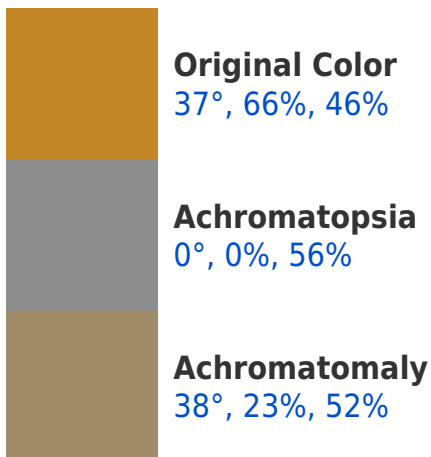 Original Color
37°, 66%, 46%
Achromatopsia
0°, 0%, 56%
Achromatomaly
38°, 23%, 52%